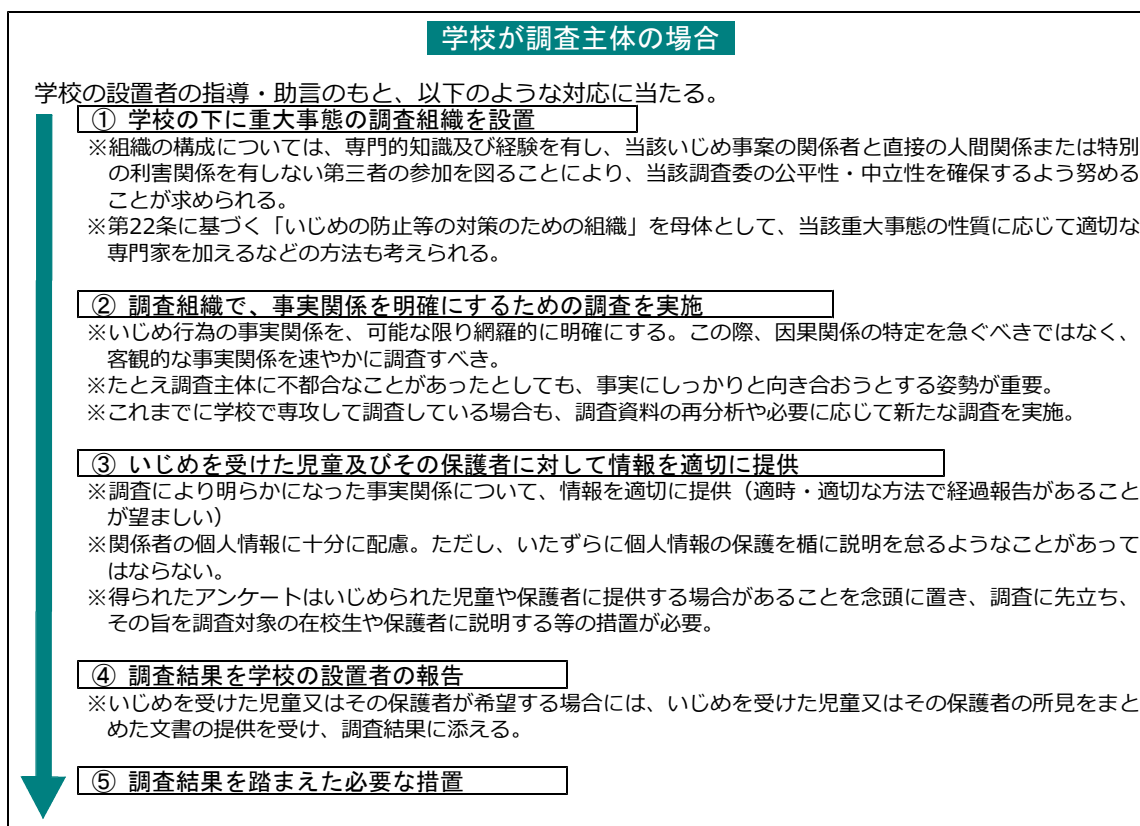 学校が調査主体の場合
学校の設置者の指導・助言のもと、以下のような対応に当たる。
① 学校の下に重大事態の調査組織を設置
※組織の構成については、専門的知識及び経験を有し、当該いじめ事案の関係者と直接の人間関係または特別
の利害関係を有しない第三者の参加を図ることにより、当該調査委の公平性・中立性を確保するよう努める
ことが求められる。
※第22条に基づく「いじめの防止等の対策のための組織」を母体として、当該重大事態の性質に応じて適切な
専門家を加えるなどの方法も考えられる。
② 調査組織で、事実関係を明確にするための調査を実施
※いじめ行為の事実関係を、可能な限り網羅的に明確にする。この際、因果関係の特定を急ぐべきではなく、
客観的な事実関係を速やかに調査すべき。
※たとえ調査主体に不都合なことがあったとしても、事実にしっかりと向き合おうとする姿勢が重要。
※これまでに学校で専攻して調査している場合も、調査資料の再分析や必要に応じて新たな調査を実施。
③ いじめを受けた児童及びその保護者に対して情報を適切に提供
※調査により明らかになった事実関係について、情報を適切に提供（適時・適切な方法で経過報告があること
が望ましい）
※関係者の個人情報に十分に配慮。ただし、いたずらに個人情報の保護を楯に説明を怠るようなことがあって
はならない。
※得られたアンケートはいじめられた児童や保護者に提供する場合があることを念頭に置き、調査に先立ち、
その旨を調査対象の在校生や保護者に説明する等の措置が必要。
④ 調査結果を学校の設置者の報告
※いじめを受けた児童又はその保護者が希望する場合には、いじめを受けた児童又はその保護者の所見をまと
めた文書の提供を受け、調査結果に添える。
⑤ 調査結果を踏まえた必要な措置